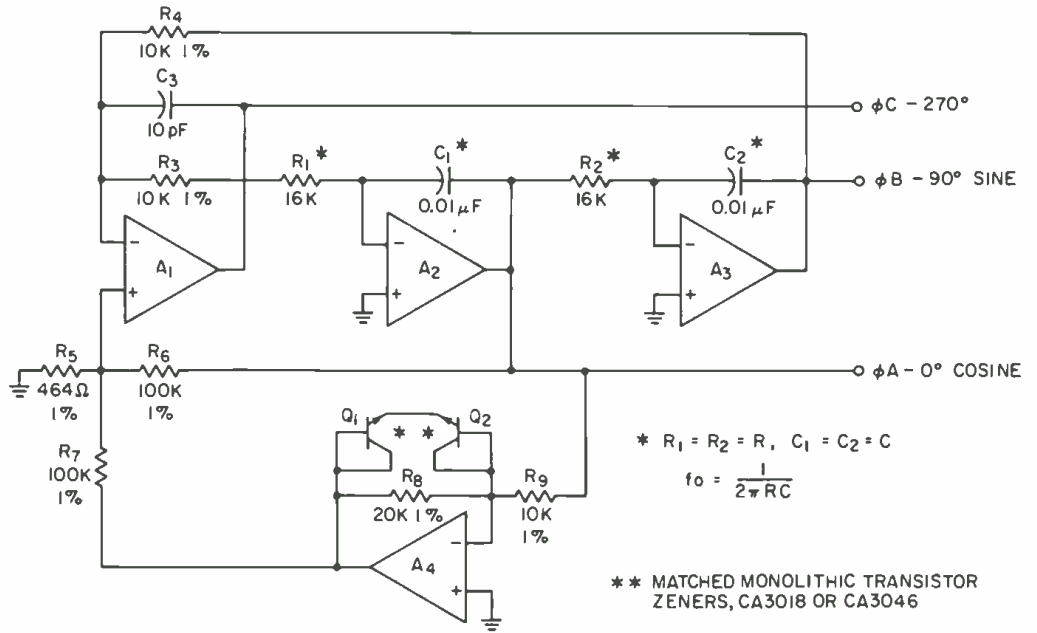 R4
10K 1%
C3
10pF
φC – 270°
R3
10K 1%
R1 *
16K
C1 *
0.01μF
R2 *
16K
C2 *
0.01μF
φB – 90° SINE
–
A1
+
–
A2
+
–
A3
+
R5
464Ω
1%
R6
100K
1%
φA – 0° COSINE
R7
100K
1%
Q1
* *
Q2
R8
20K 1%
R9
10K
1%
–
A4
+
* R1 = R2 = R, C1 = C2 = C
fo = 1
2πRC
** MATCHED MONOLITHIC TRANSISTOR
ZENERS, CA3018 OR CA3046